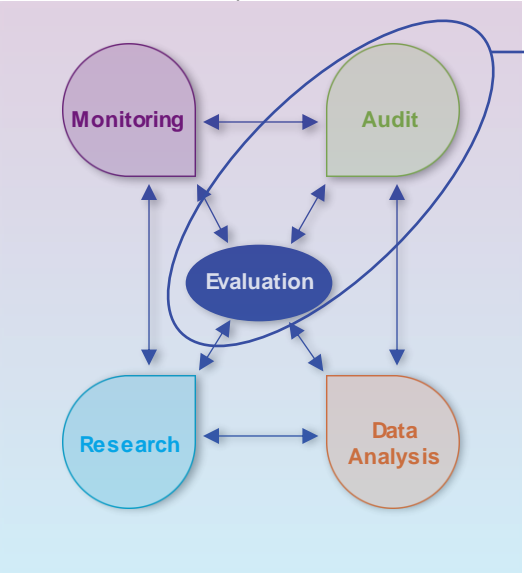 Monitoring
Audit
Evaluation
Research
Data
Analysis